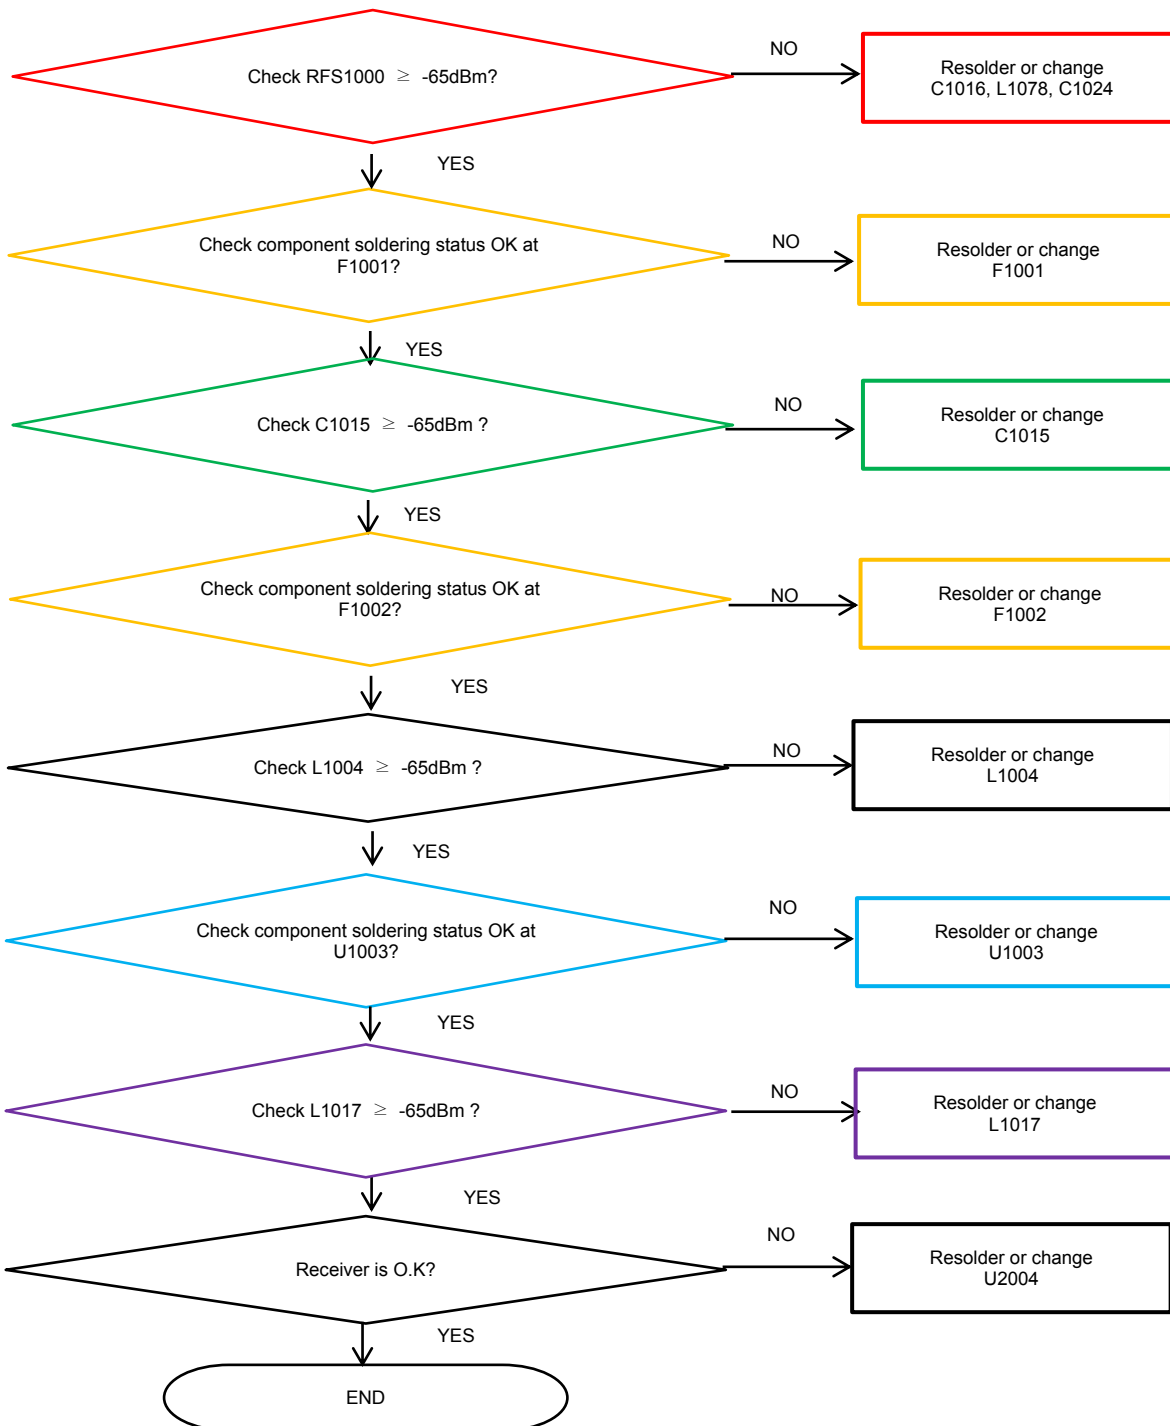 Check RFS1000 ≥ -65dBm?
NO
Resolder or change
C1016, L1078, C1024
YES
Check component soldering status OK at
F1001?
NO
Resolder or change
F1001
YES
Check C1015 ≥ -65dBm ?
NO
Resolder or change
C1015
YES
Check component soldering status OK at
F1002?
NO
Resolder or change
F1002
YES
Check L1004 ≥ -65dBm ?
NO
Resolder or change
L1004
YES
Check component soldering status OK at
U1003?
NO
Resolder or change
U1003
YES
Check L1017 ≥ -65dBm ?
NO
Resolder or change
L1017
YES
Receiver is O.K?
NO
Resolder or change
U2004
YES
END